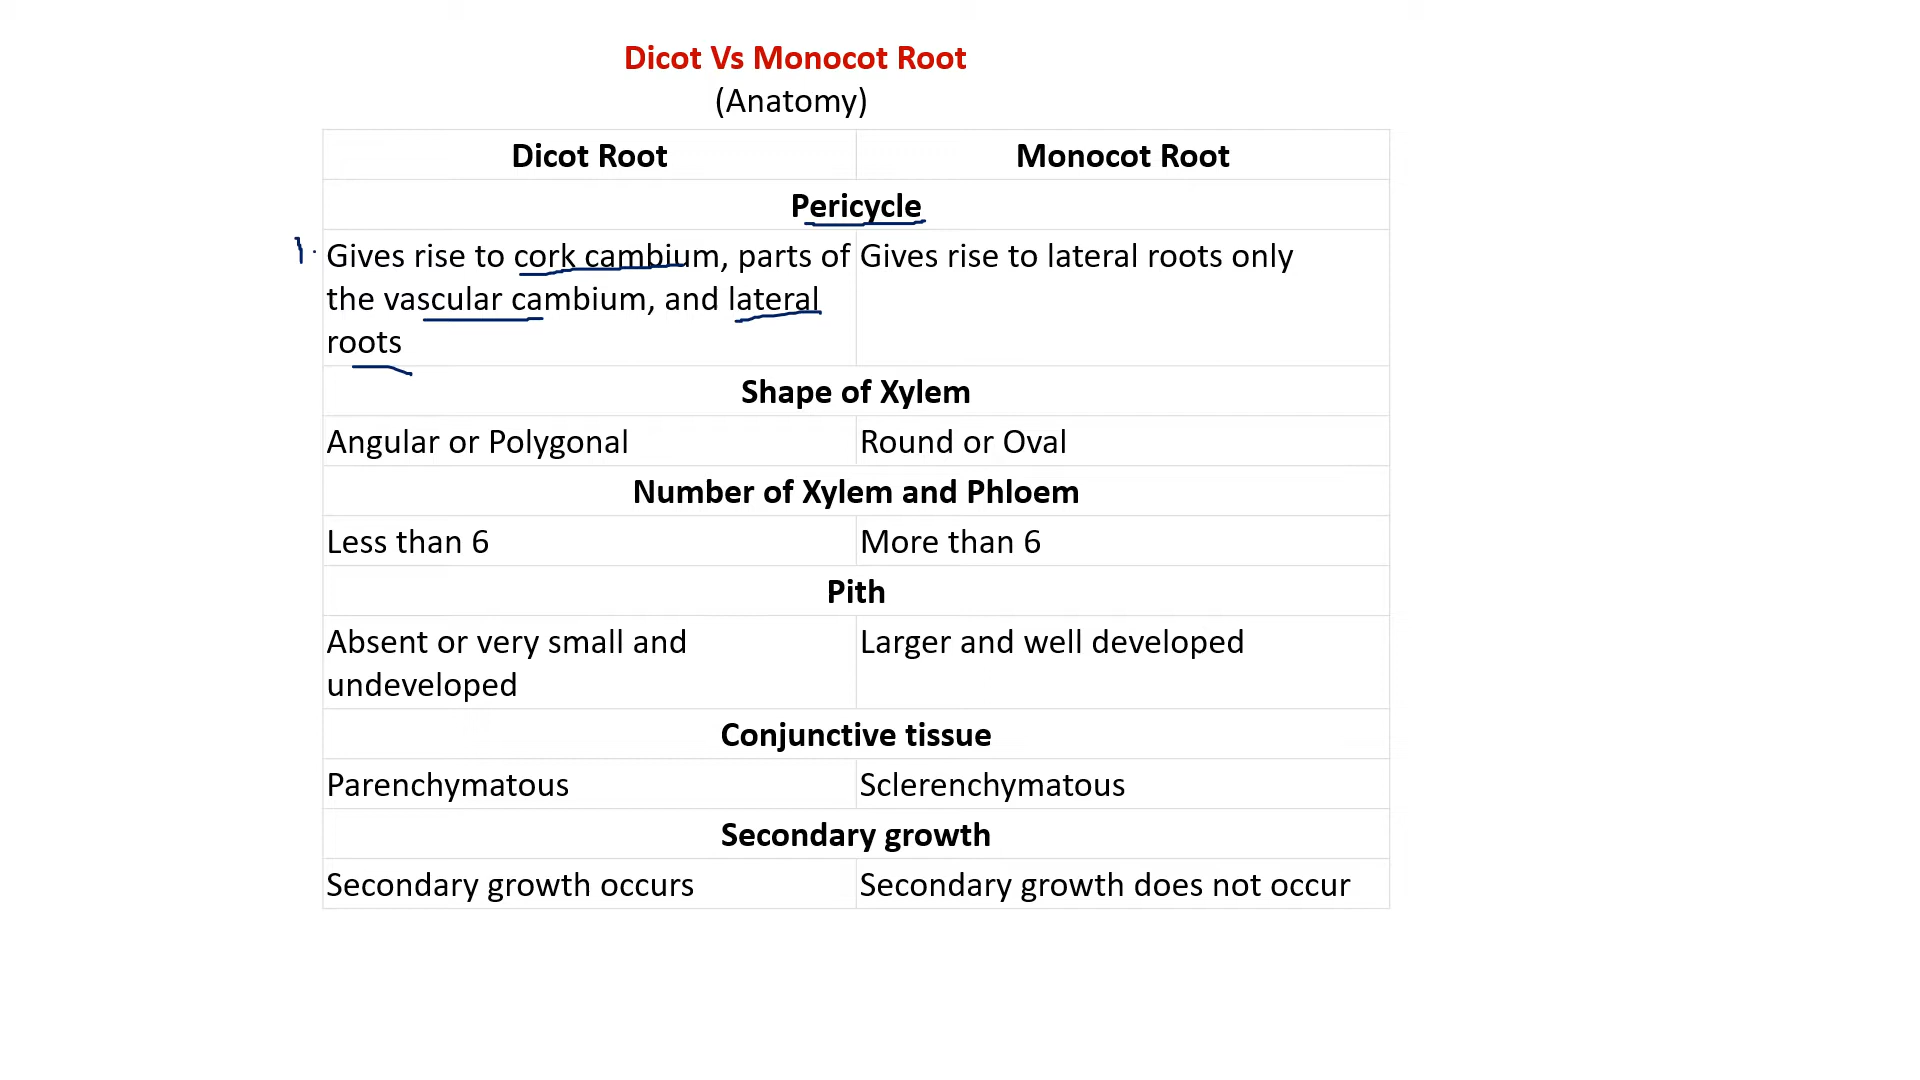 Dicot Vs Monocot Root
(Anatomy)
Dicot Root Monocot Root
Pericycle
1. Gives rise to cork cambium, parts of Gives rise to lateral roots only
the vascular cambium, and lateral
roots
Shape of Xylem
Angular or Polygonal Round or Oval
Number of Xylem and Phloem
Less than 6 More than 6
Pith
Absent or very small and Larger and well developed
undeveloped
Conjunctive tissue
Parenchymatous Sclerenchymatous
Secondary growth
Secondary growth occurs Secondary growth does not occur